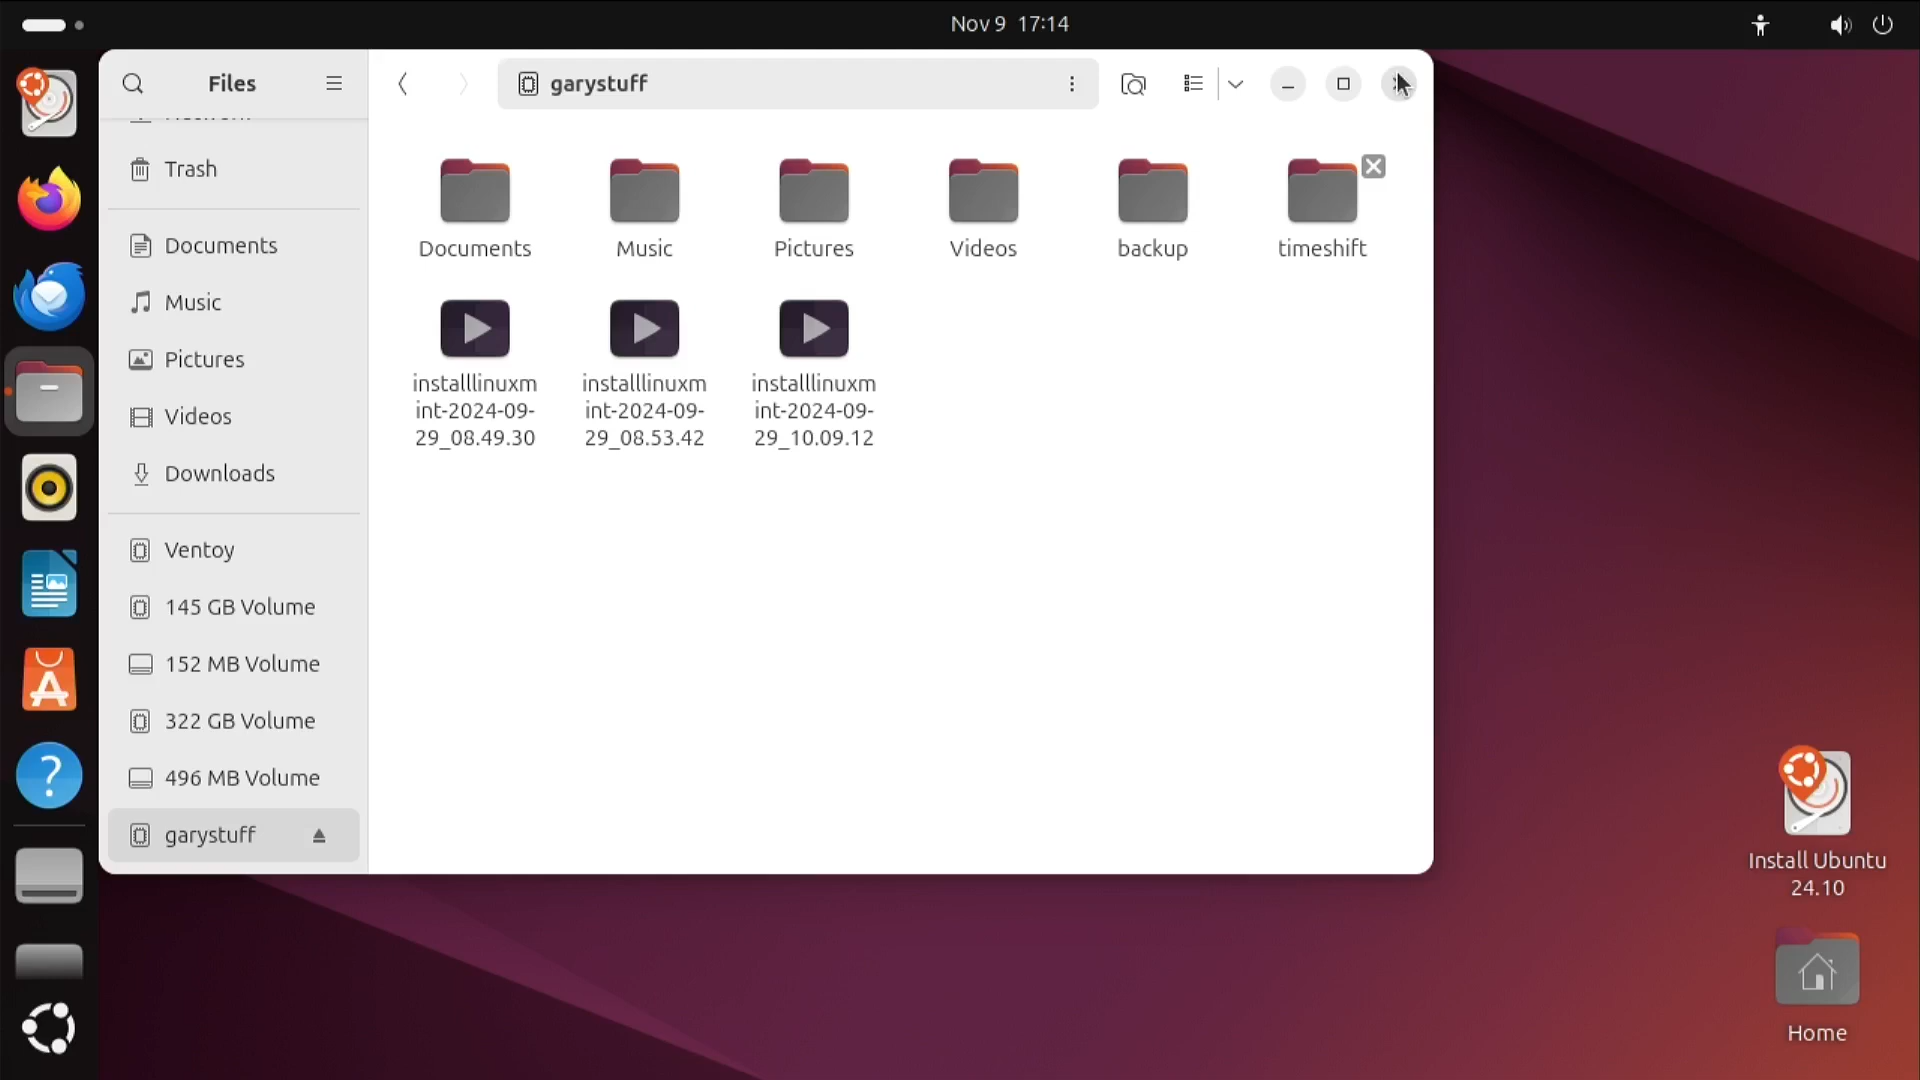 Nov 9 17:14
Files
garystuff
Trash
Documents
Music
Pictures
Videos
Downloads
Ventoy
145 GB Volume
152 MB Volume
322 GB Volume
496 MB Volume
garystuff
Documents
Music
Pictures
Videos
backup
timeshift
installlinuxm
int-2024-09-
29_08.49.30
installlinuxm
int-2024-09-
29_08.53.42
installlinuxm
int-2024-09-
29_10.09.12
Install Ubuntu
24.10
Home